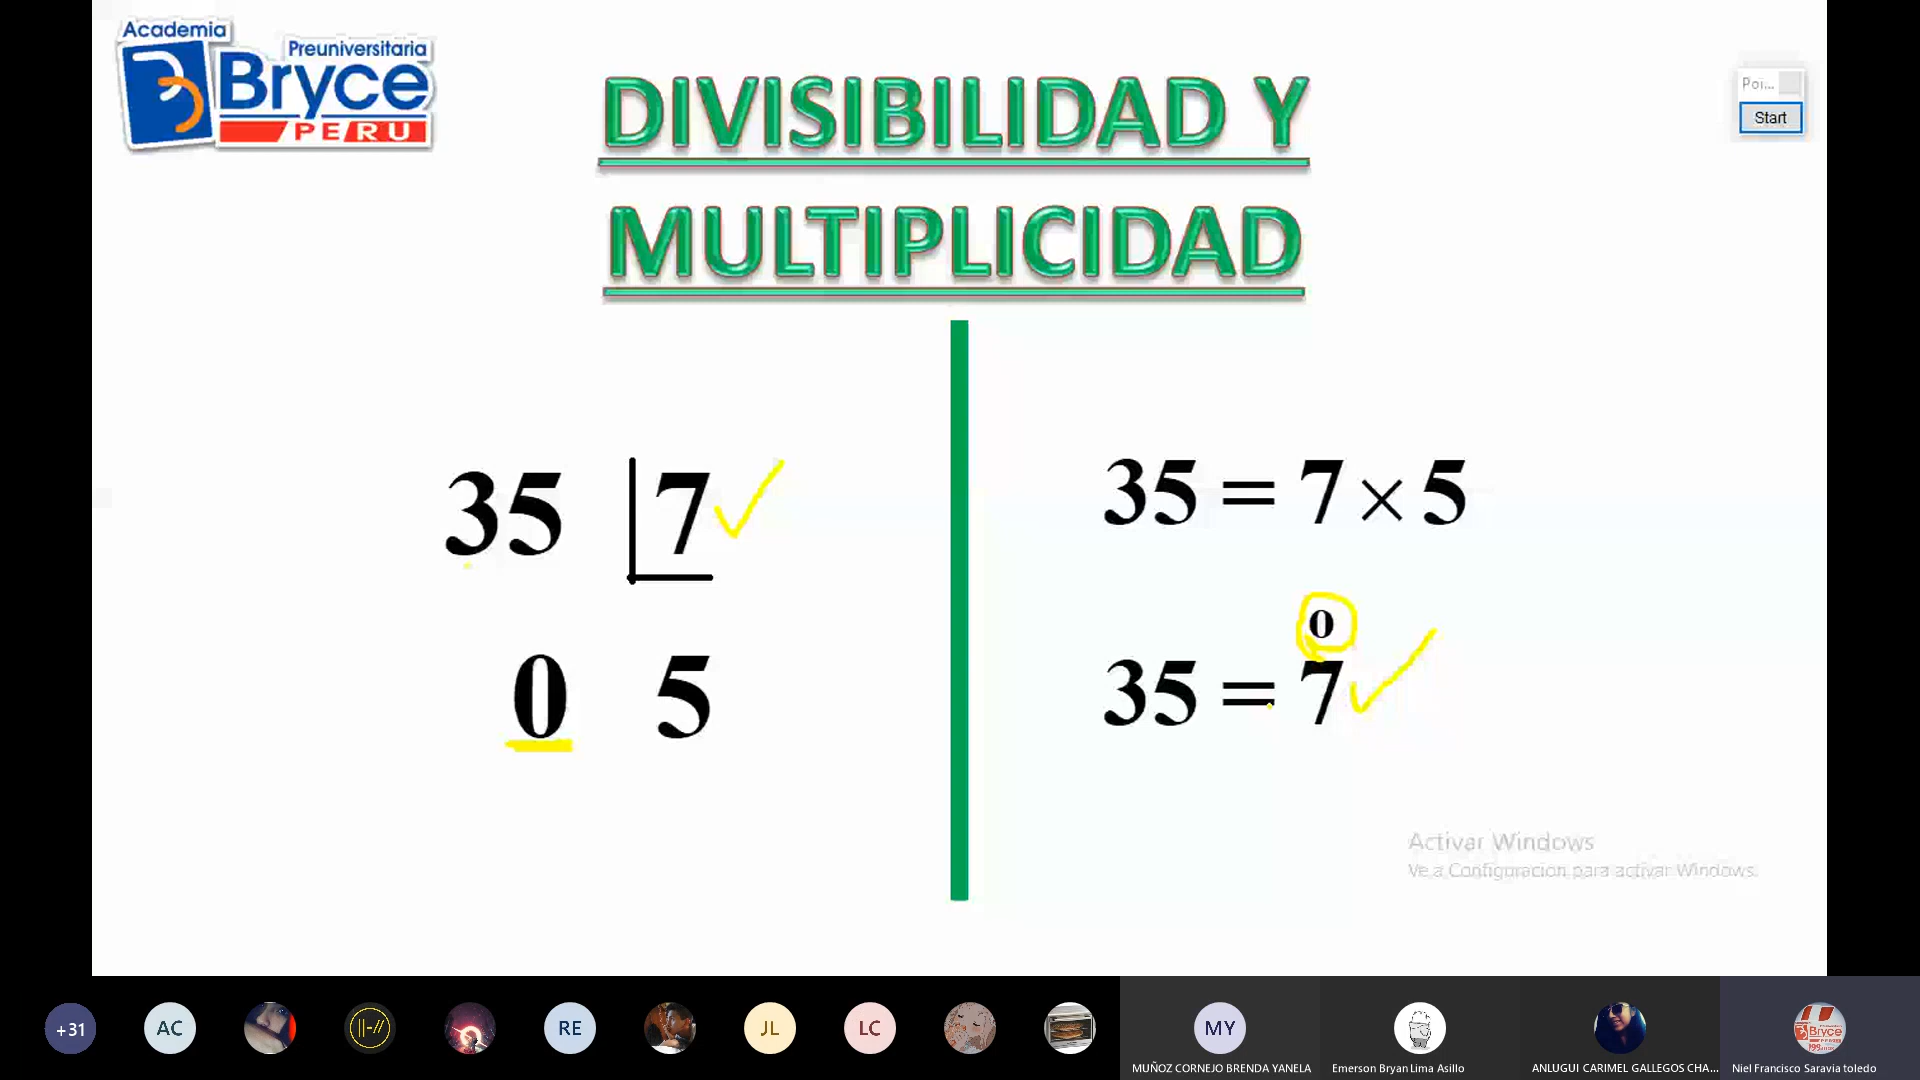 Academia
Preuniversitaria
Bryce
PERU
DIVISIBILIDAD Y
MULTIPLICIDAD
Poi...
Start
35 7
0 5
35 = 7 × 5
o
35 = 7
Activar Windows
Ve a Configuración para activar Windows.
+31
AC
RE
JL
LC
MY
MUÑOZ CORNEJO BRENDA YANELA
Emerson Bryan Lima Asillo
ANLUGUI CARIMEL GALLEGOS CHA...
Bryce
Niel Francisco Saravia toledo